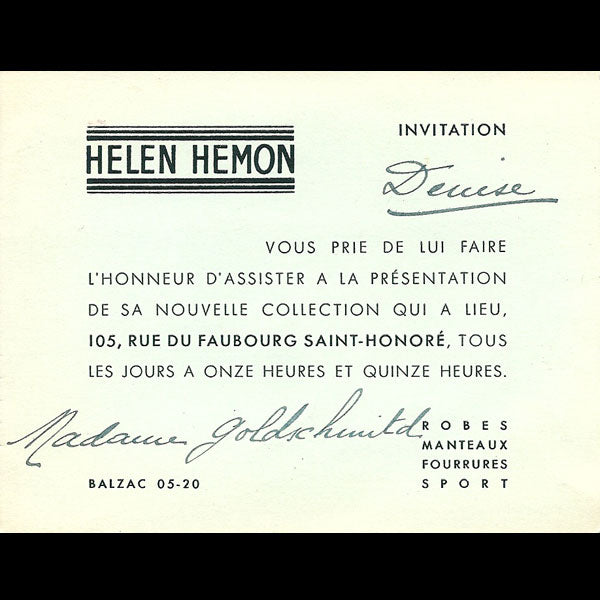 INVITATION
HELEN HEMON
Denise
VOUS PRIE DE LUI FAIRE
L'HONNEUR D'ASSISTER A LA PRÉSENTATION
DE SA NOUVELLE COLLECTION QUI A LIEU,
105, RUE DU FAUBOURG SAINT-HONORÉ, TOUS
LES JOURS A ONZE HEURES ET QUINZE HEURES.
Madame Goldschmitd
ROBES
MANTEAUX
FOURRURES
BALZAC 05-20
SPORT